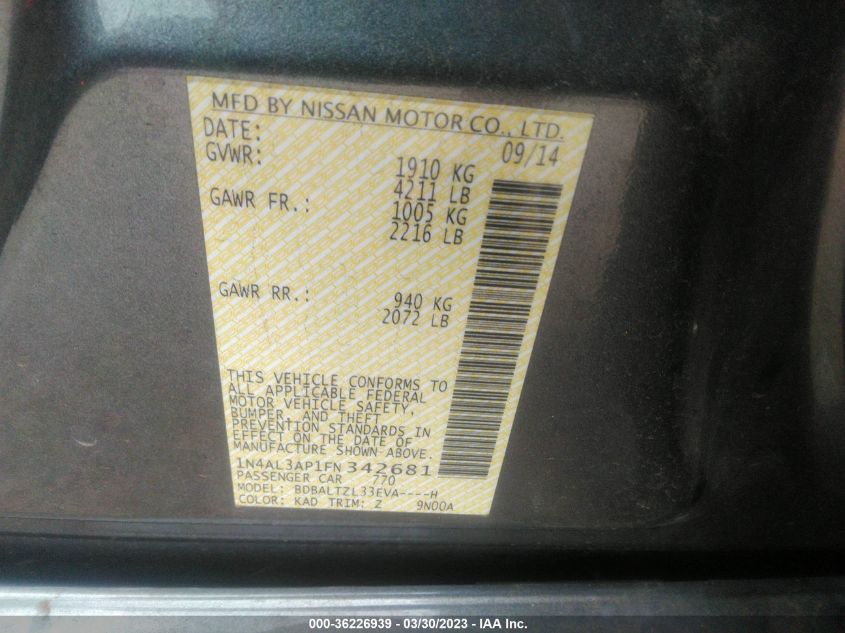 MFD BY NISSAN MOTOR CO., LTD.
DATE: 09/14
GVWR: 1910 KG
4211 LB
GAWR FR.: 1005 KG
2216 LB
GAWR RR.: 940 KG
2072 LB
THIS VEHICLE CONFORMS TO
ALL APPLICABLE FEDERAL
MOTOR VEHICLE SAFETY,
BUMPER, AND THEFT
PREVENTION STANDARDS IN
EFFECT ON THE DATE OF
MANUFACTURE SHOWN ABOVE.
1N4AL3AP1FN342681
PASSENGER CAR 770
MODEL: BDBALTZL33EVA----H
COLOR: KAD TRIM: Z 9N00A
000-36226939 - 03/30/2023 - IAA Inc.